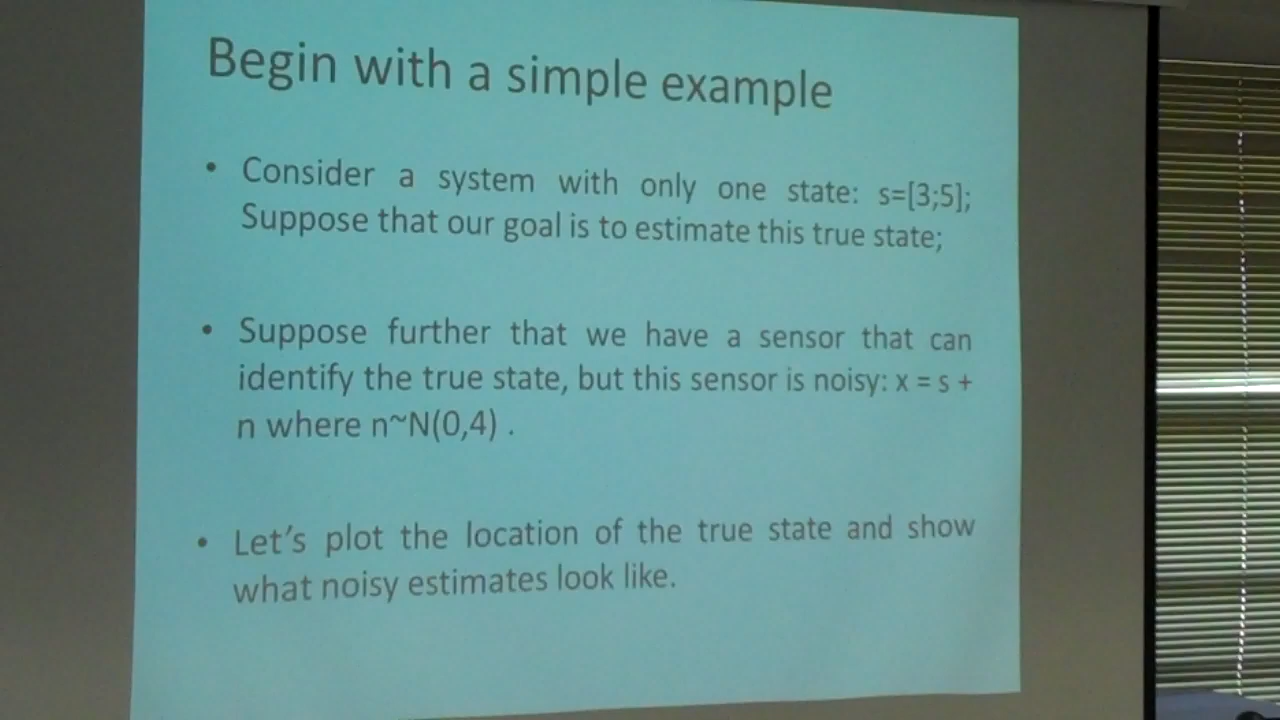 Begin with a simple example
• Consider a system with only one state: s=[3;5];
Suppose that our goal is to estimate this true state;
• Suppose further that we have a sensor that can
identify the true state, but this sensor is noisy: x = s +
n where n~N(0,4) .
• Let's plot the location of the true state and show
what noisy estimates look like.